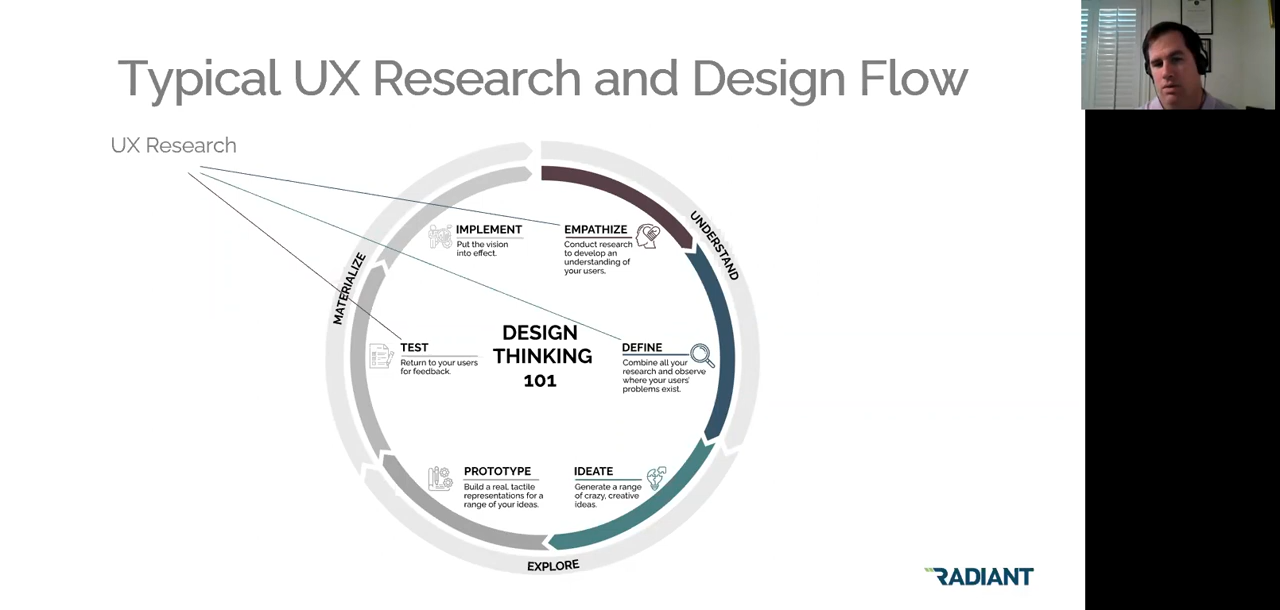 Typical UX Research and Design Flow
UX Research
IMPLEMENT
Put the vision
into effect.
EMPATHIZE
Conduct research
to develop an
understanding of
your users.
UNDERSTAND
MATERIALIZE
TEST
Return to your users
for feedback.
DESIGN
THINKING
101
DEFINE
Combine all your
research and observe
where your users'
problems exist.
PROTOTYPE
Build a real, tactile
representations for a
range of your ideas.
IDEATE
Generate a range
of crazy, creative
ideas.
EXPLORE
RADIANT